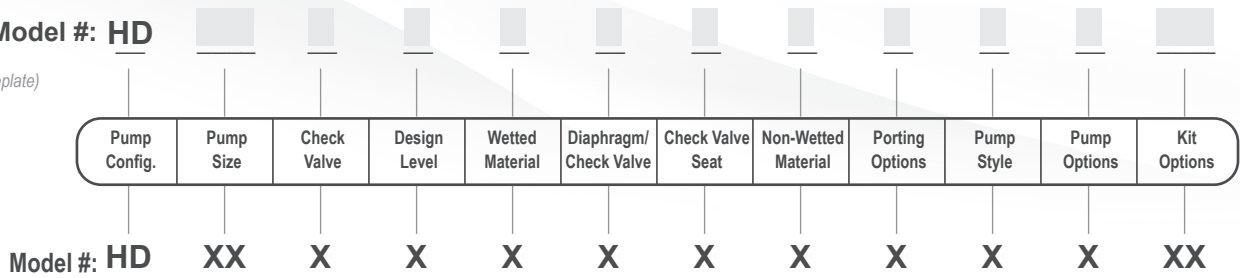 Model #: HD
eplate)
Pump Config. Pump Size Check Valve Design Level Wetted Material Diaphragm/ Check Valve Check Valve Seat Non-Wetted Material Porting Options Pump Style Pump Options Kit Options
Model #: HD XX X X X X X X X X X XX